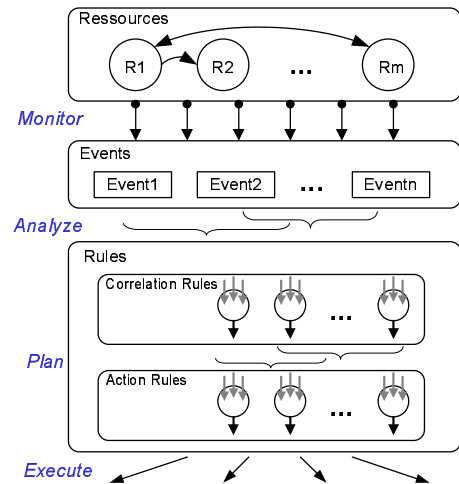 Ressources
R1 R2 ... Rm
Monitor
Events
Event1 Event2 ... Eventn
Analyze
Rules
Correlation Rules
...
Plan
Action Rules
...
Execute